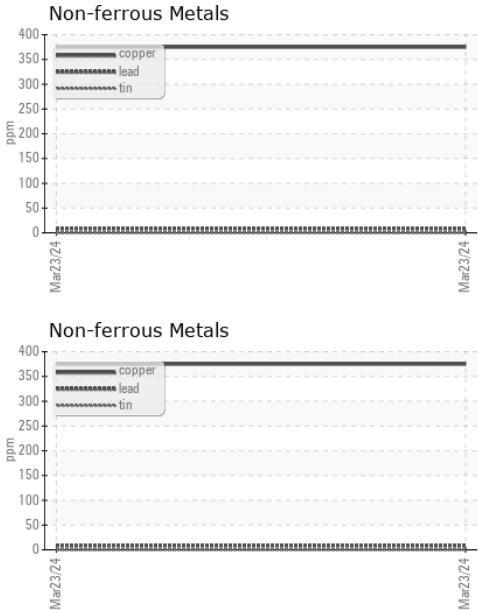 Non-ferrous Metals
400
350
300
250
200
150
100
50
0
ppm
copper
lead
tin
Mar23/24
Mar23/24
Non-ferrous Metals
400
350
300
250
200
150
100
50
0
ppm
copper
lead
tin
Mar23/24
Mar23/24